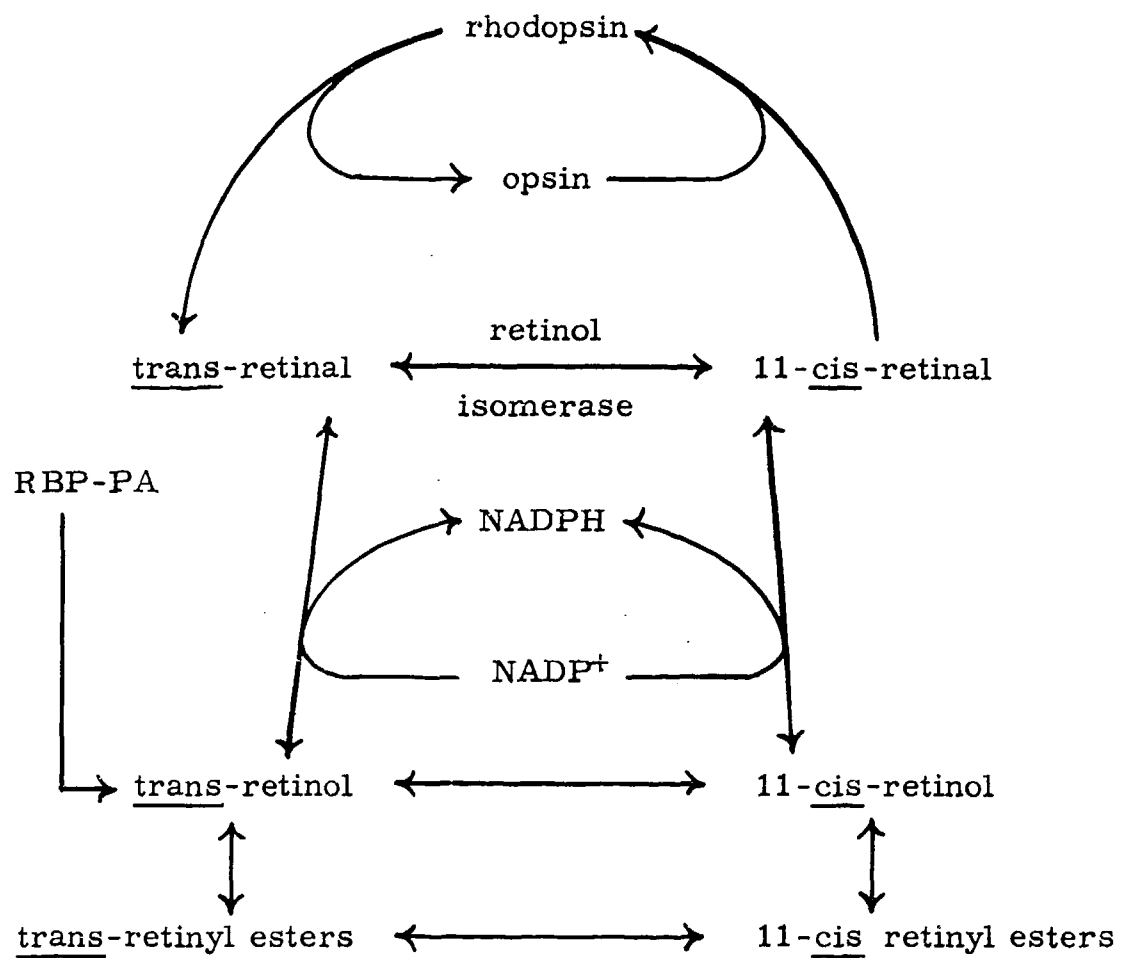 rhodopsin
opsin
retinol
trans-retinal
11-cis-retinal
isomerase
RBP-PA
NADPH
NADP+
trans-retinol
11-cis-retinol
trans-retinyl esters
11-cis retinyl esters